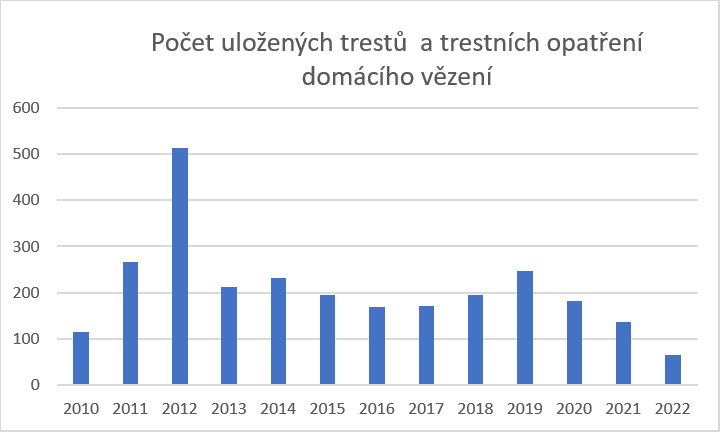 Počet uložených trestů  a trestních opatření
domácího vězení
600
500
400
300
200
100
0
2010 2011 2012 2013 2014 2015 2016 2017 2018 2019 2020 2021 2022